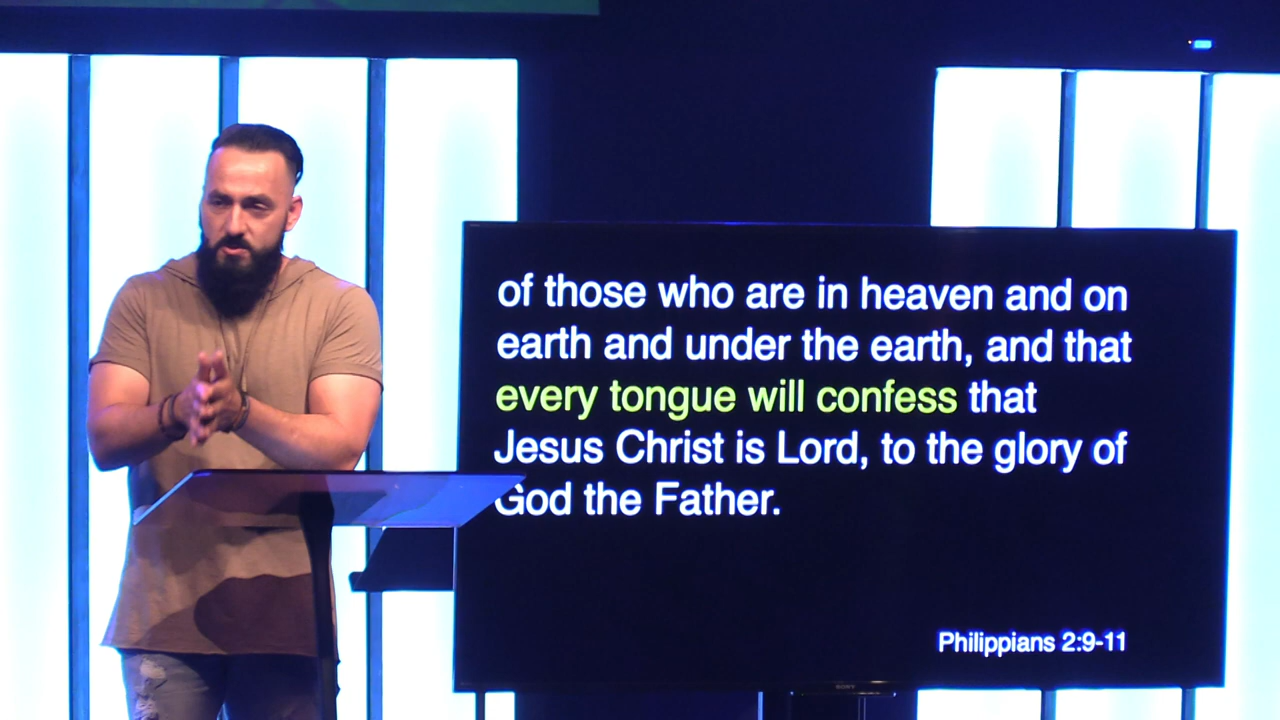 of those who are in heaven and on
earth and under the earth, and that
every tongue will confess that
Jesus Christ is Lord, to the glory of
God the Father.
Philippians 2:9-11
SONY